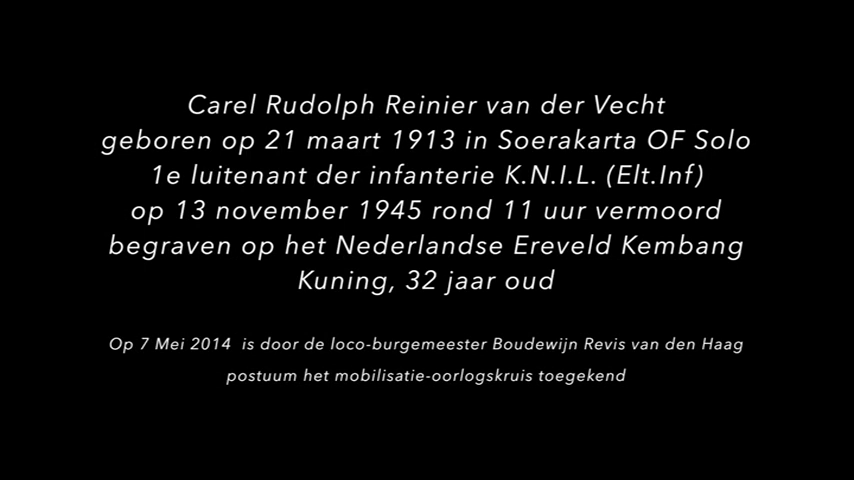 Carel Rudolph Reinier van der Vecht
geboren op 21 maart 1913 in Soerakarta OF Solo
1e luitenant der infanterie K.N.I.L. (Elt.Inf)
op 13 november 1945 rond 11 uur vermoord
begraven op het Nederlandse Ereveld Kembang
Kuning, 32 jaar oud
Op 7 Mei 2014 is door de loco-burgemeester Boudewijn Revis van den Haag
postuum het mobilisatie-oorlogskruis toegekend